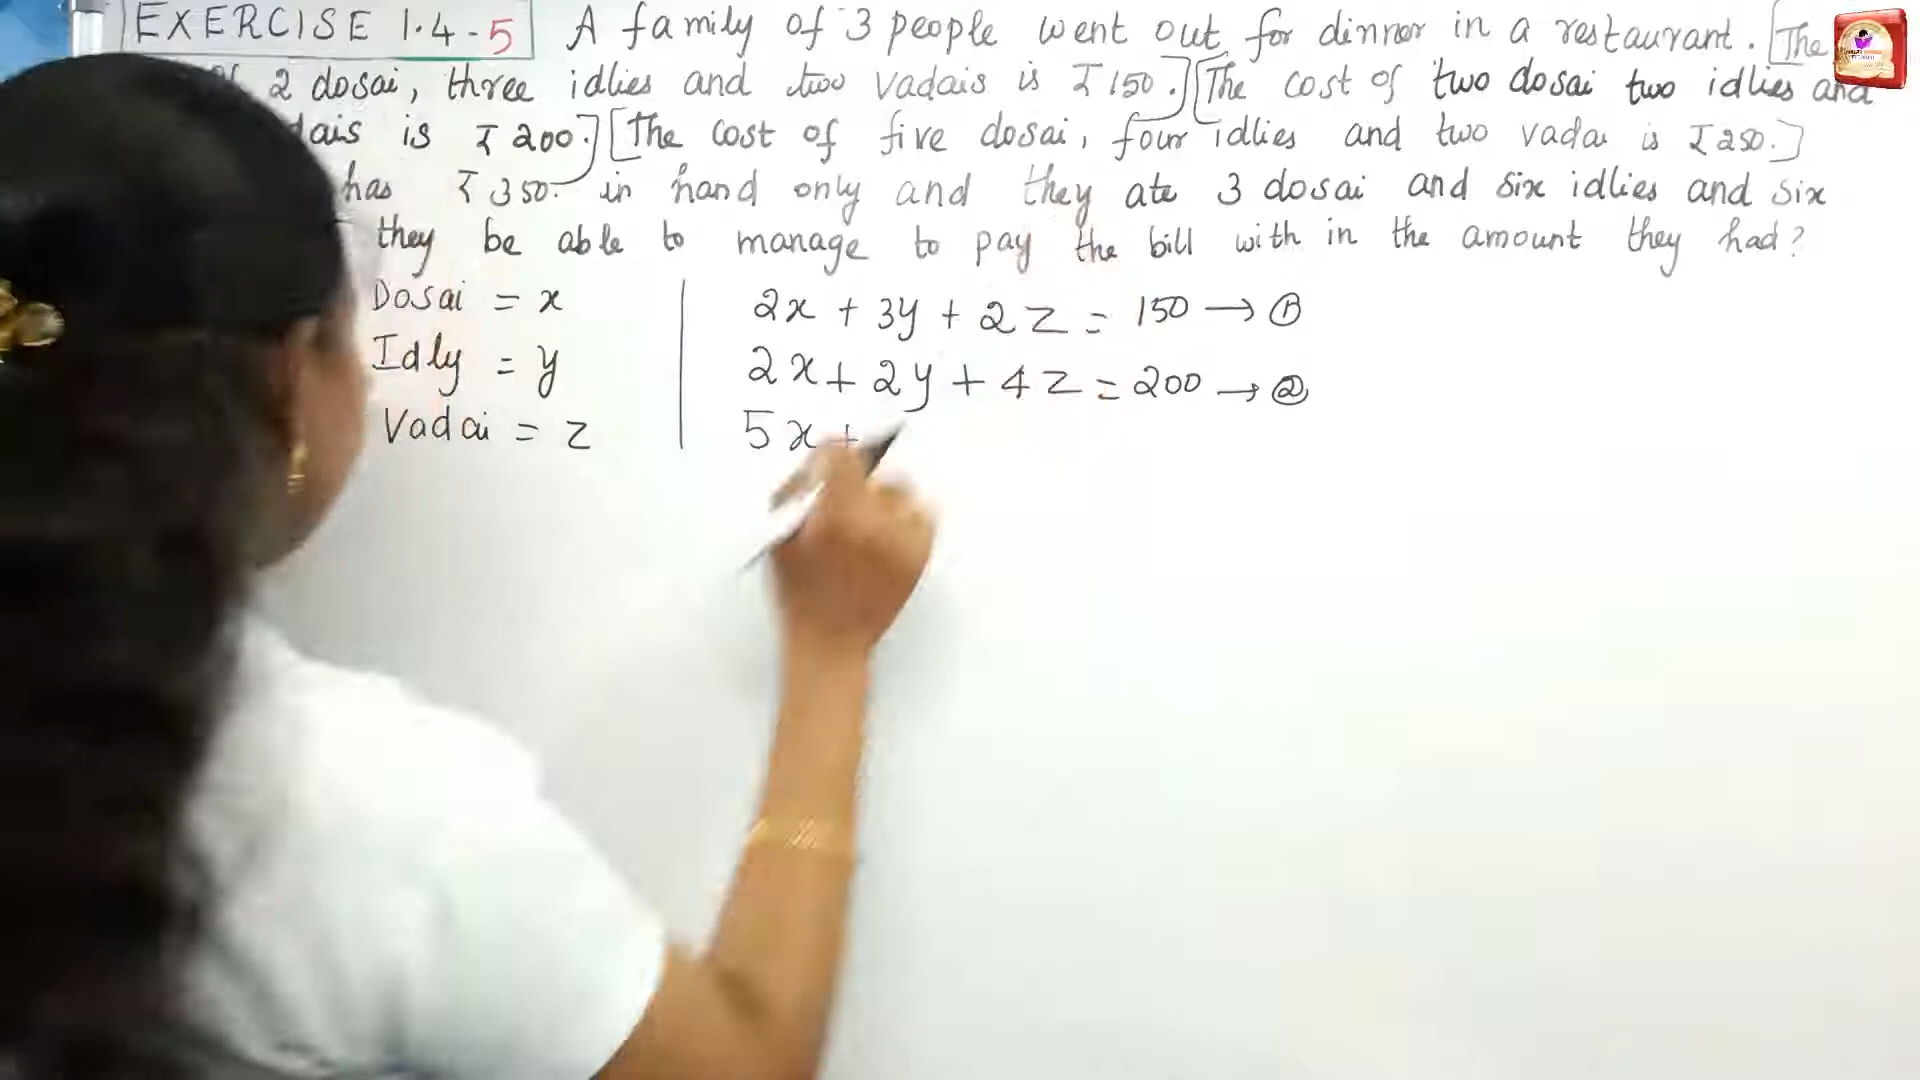 EXERCISE 1.4-5 A family of 3 people went out for dinner in a restaurant. [The
2 dosai, three idlies and two vadais is ₹150.] [The cost of two dosai two idlies and
dais is ₹200.] [The cost of five dosai, four idlies and two vadai is ₹250.]
has ₹350. in hand only and they ate 3 dosai and six idlies and six
they be able to manage to pay the bill with in the amount they had?
Dosai = x
Idly = y
Vadai = z
2x + 3y + 2z = 150 → ①
2x + 2y + 4z = 200 → ②
5x +